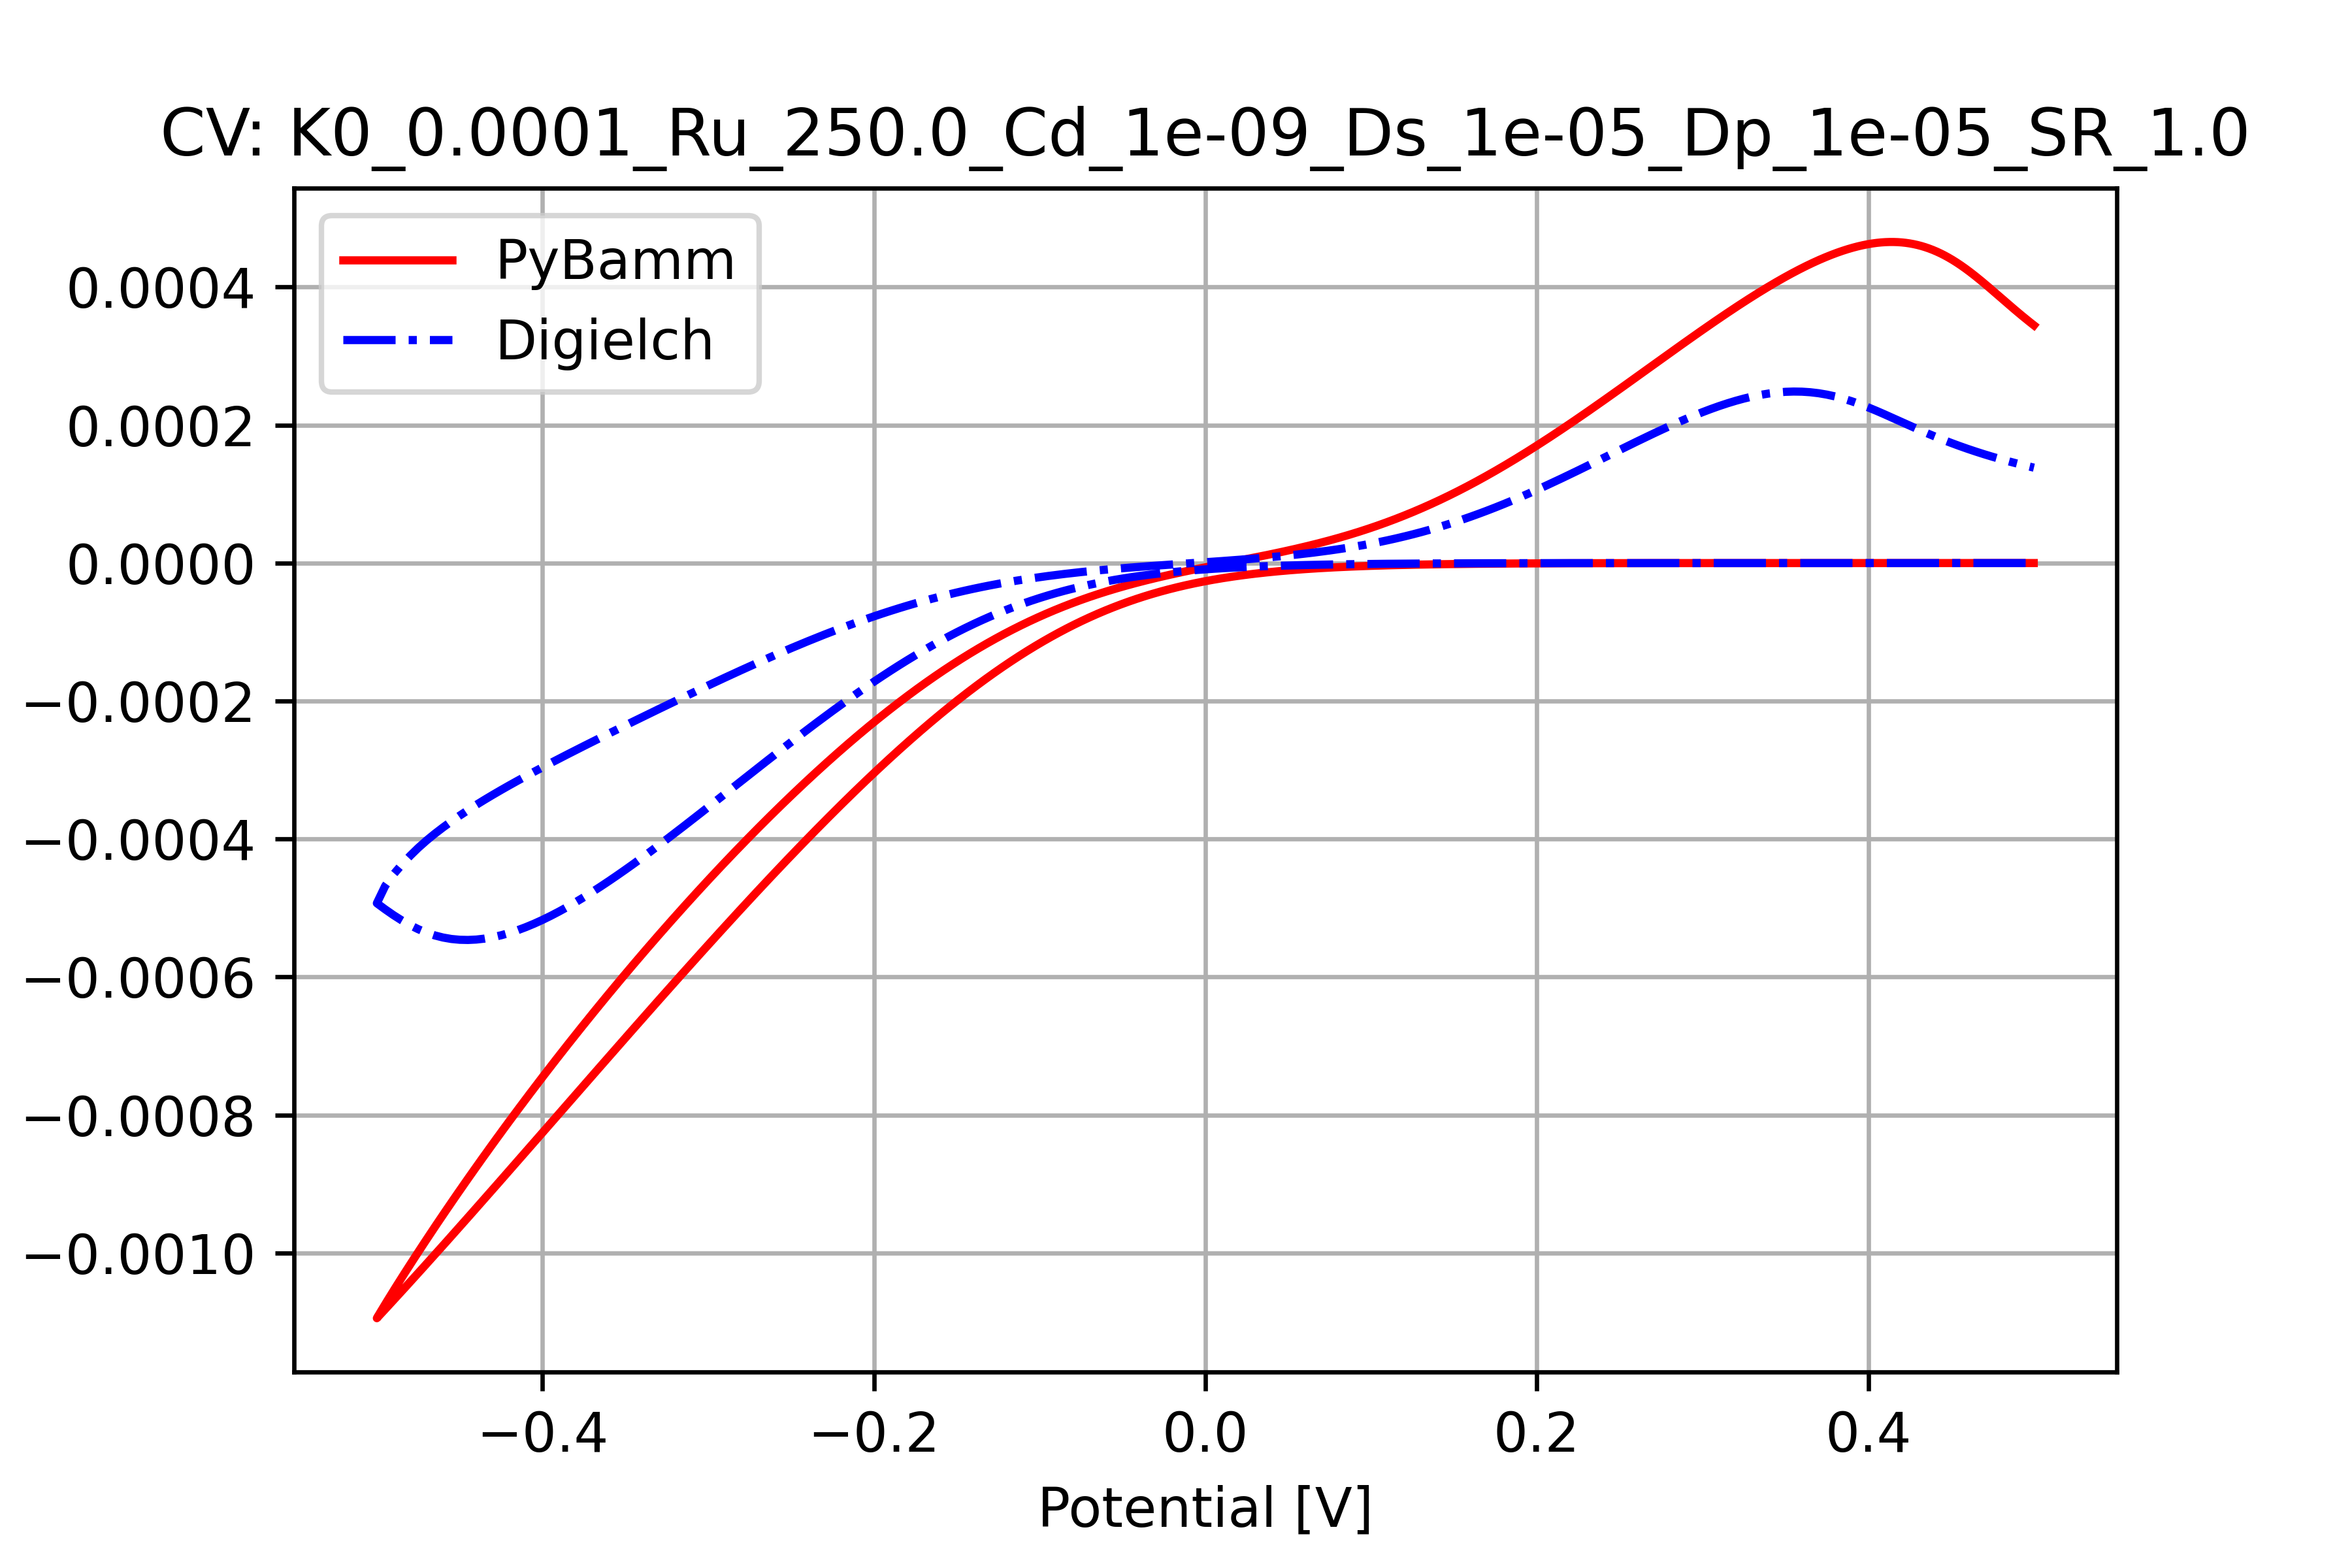 CV: K0_0.0001_Ru_250.0_Cd_1e-09_Ds_1e-05_Dp_1e-05_SR_1.0
PyBamm
Digielch
0.0004
0.0002
0.0000
−0.0002
−0.0004
−0.0006
−0.0008
−0.0010
−0.4 −0.2 0.0 0.2 0.4
Potential [V]